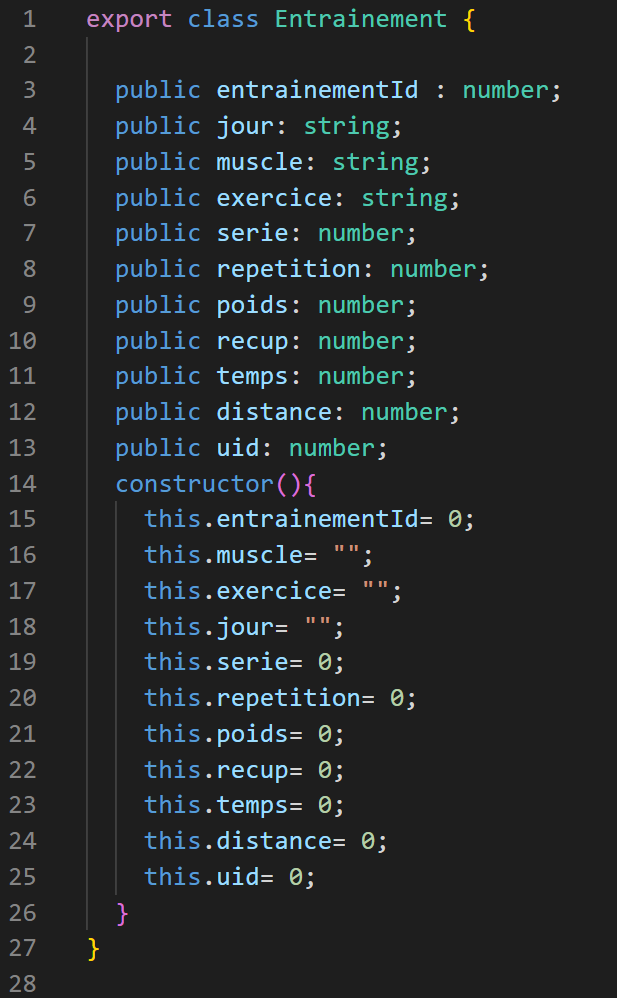 1 export class Entrainement {
2
3 public entrainementId : number;
4 public jour: string;
5 public muscle: string;
6 public exercice: string;
7 public serie: number;
8 public repetition: number;
9 public poids: number;
10 public recup: number;
11 public temps: number;
12 public distance: number;
13 public uid: number;
14 constructor(){
15 this.entrainementId= 0;
16 this.muscle= "";
17 this.exercice= "";
18 this.jour= "";
19 this.serie= 0;
20 this.repetition= 0;
21 this.poids= 0;
22 this.recup= 0;
23 this.temps= 0;
24 this.distance= 0;
25 this.uid= 0;
26 }
27 }
28